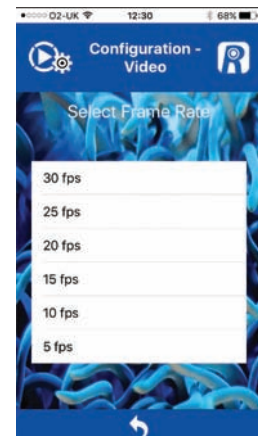 O2-UK 12:30 68%
Configuration -
Video
Select Frame Rate
30 fps
25 fps
20 fps
15 fps
10 fps
5 fps